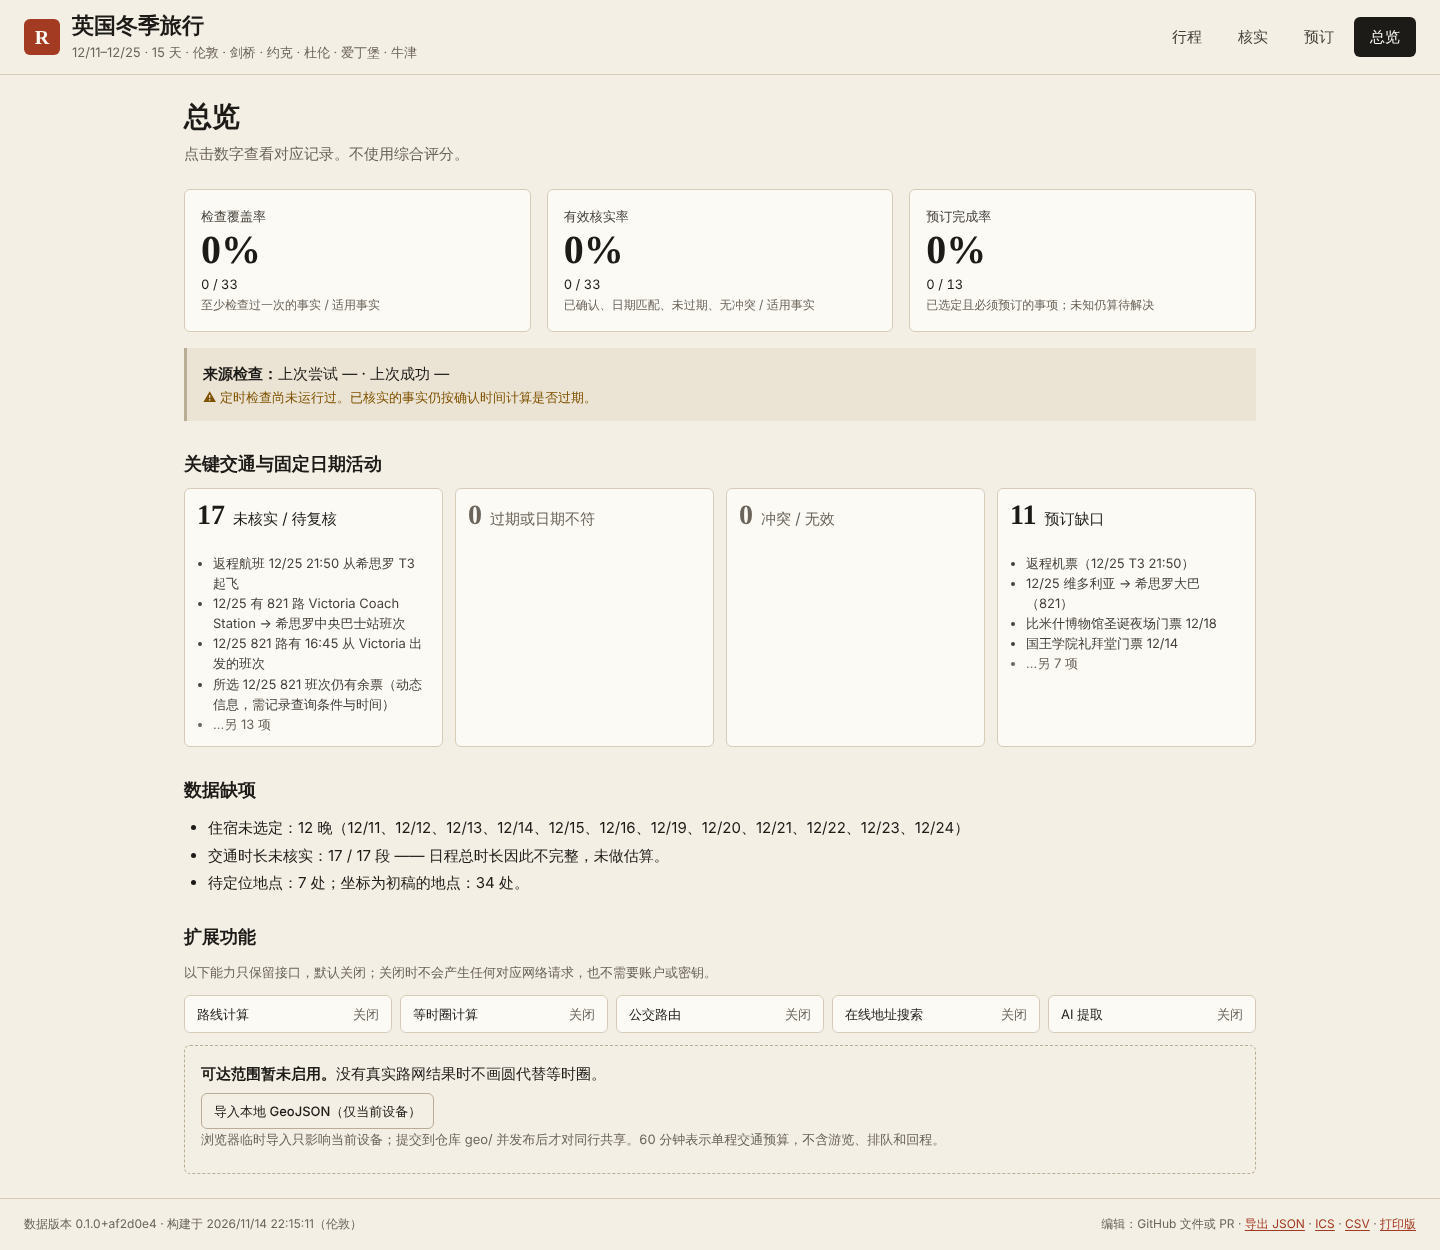 R
英国冬季旅行
12/11–12/25 · 15 天 · 伦敦 · 剑桥 · 约克 · 杜伦 · 爱丁堡 · 牛津
行程
核实
预订
总览
总览
点击数字查看对应记录。不使用综合评分。
检查覆盖率
0%
0 / 33
至少检查过一次的事实 / 适用事实
有效核实率
0%
0 / 33
已确认、日期匹配、未过期、无冲突 / 适用事实
预订完成率
0%
0 / 13
已选定且必须预订的事项；未知仍算待解决
来源检查：上次尝试 — · 上次成功 —
⚠ 定时检查尚未运行过。已核实的事实仍按确认时间计算是否过期。
关键交通与固定日期活动
17 未核实 / 待复核
• 返程航班 12/25 21:50 从希思罗 T3
起飞
• 12/25 有 821 路 Victoria Coach
Station → 希思罗中央巴士站班次
• 12/25 821 路有 16:45 从 Victoria 出
发的班次
• 所选 12/25 821 班次仍有余票（动态
信息，需记录查询条件与时间）
• …另 13 项
0 过期或日期不符
0 冲突 / 无效
11 预订缺口
• 返程机票（12/25 T3 21:50）
• 12/25 维多利亚 → 希思罗大巴
（821）
• 比米什博物馆圣诞夜场门票 12/18
• 国王学院礼拜堂门票 12/14
• …另 7 项
数据缺项
• 住宿未选定：12 晚（12/11、12/12、12/13、12/14、12/15、12/16、12/19、12/20、12/21、12/22、12/23、12/24）
• 交通时长未核实：17 / 17 段 —— 日程总时长因此不完整，未做估算。
• 待定位地点：7 处；坐标为初稿的地点：34 处。
扩展功能
以下能力只保留接口，默认关闭；关闭时不会产生任何对应网络请求，也不需要账户或密钥。
路线计算 关闭
等时圈计算 关闭
公交路由 关闭
在线地址搜索 关闭
AI 提取 关闭
可达范围暂未启用。没有真实路网结果时不画圆代替等时圈。
导入本地 GeoJSON（仅当前设备）
浏览器临时导入只影响当前设备；提交到仓库 geo/ 并发布后才对同行共享。60 分钟表示单程交通预算，不含游览、排队和回程。
数据版本 0.1.0+af2d0e4 · 构建于 2026/11/14 22:15:11（伦敦）
编辑：GitHub 文件或 PR · 导出 JSON · ICS · CSV · 打印版